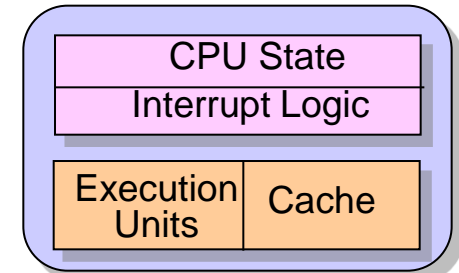 CPU State
Interrupt Logic
Execution
Units
Cache